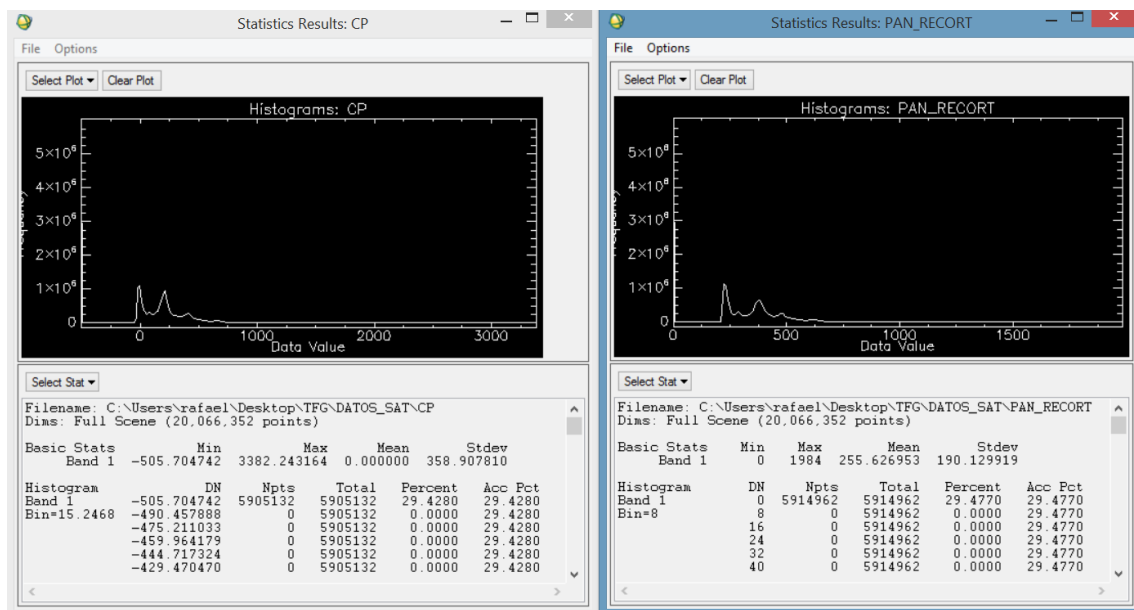 Statistics Results: CP
File Options
Select Plot Clear Plot
Histograms: CP
5×10⁶
4×10⁶
3×10⁶
2×10⁶
1×10⁶
0
0 1000 2000 3000
Data Value
Select Stat
Filename: C:\Users\rafael\Desktop\TFG\DATOS_SAT\CP
Dims: Full Scene (20,066,352 points)
Basic Stats Min Max Mean Stdev
Band 1 -505.704742 3382.243164 0.000000 358.907810
Histogram DN Npts Total Percent Acc Pct
Band 1 -505.704742 5905132 5905132 29.4280 29.4280
Bin=15.2468 -490.457888 0 5905132 0.0000 29.4280
-475.211033 0 5905132 0.0000 29.4280
-459.964179 0 5905132 0.0000 29.4280
-444.717324 0 5905132 0.0000 29.4280
-429.470470 0 5905132 0.0000 29.4280
Statistics Results: PAN_RECORT
File Options
Select Plot Clear Plot
Histograms: PAN_RECORT
5×10⁶
4×10⁶
3×10⁶
2×10⁶
1×10⁶
0
0 500 1000 1500
Data Value
Select Stat
Filename: C:\Users\rafael\Desktop\TFG\DATOS_SAT\PAN_RECORT
Dims: Full Scene (20,066,352 points)
Basic Stats Min Max Mean Stdev
Band 1 0 1984 255.626953 190.129919
Histogram DN Npts Total Percent Acc Pct
Band 1 0 5914962 5914962 29.4770 29.4770
Bin=8 8 0 5914962 0.0000 29.4770
16 0 5914962 0.0000 29.4770
24 0 5914962 0.0000 29.4770
32 0 5914962 0.0000 29.4770
40 0 5914962 0.0000 29.4770